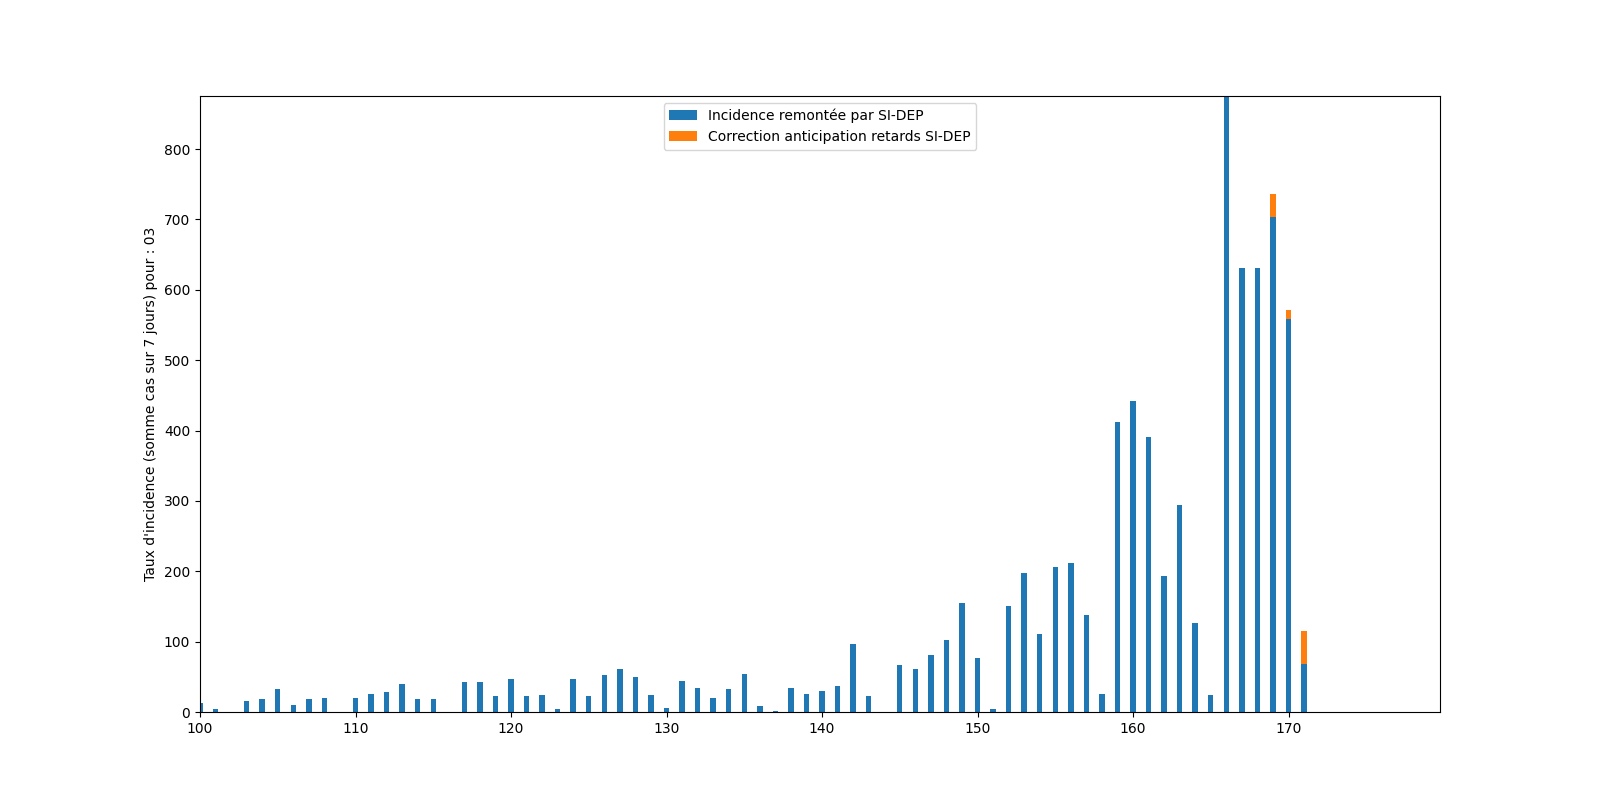 Incidence remontée par SI-DEP
Correction anticipation retards SI-DEP
Taux d'incidence (somme cas sur 7 jours) pour : 03
800
700
600
500
400
300
200
100
0
100 110 120 130 140 150 160 170